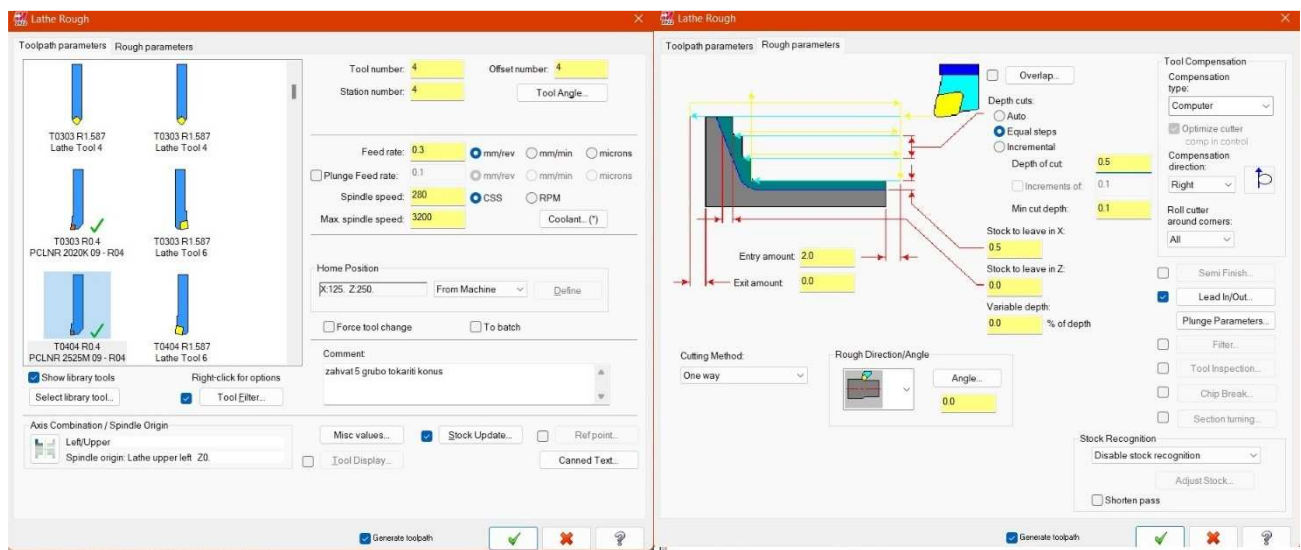 Lathe Rough
Toolpath parameters Rough parameters
T0303 R1.587
Lathe Tool 4
T0303 R1.587
Lathe Tool 4
T0303 R0.4
PCLNR 2020K 09 - R04
T0303 R1.587
Lathe Tool 6
T0404 R0.4
PCLNR 2525M 09 - R04
T0404 R1.587
Lathe Tool 6
Show library tools
Right-click for options
Select library tool...
Tool Filter...
Axis Combination / Spindle Origin
Left/Upper
Spindle origin: Lathe upper left Z0.
Tool number: 4
Offset number: 4
Station number: 4
Tool Angle...
Feed rate: 0.3 mm/rev mm/min microns
Plunge Feed rate: 0.1 mm/rev mm/min microns
Spindle speed: 280 CSS RPM
Max. spindle speed: 3200
Coolant... (*)
Home Position
X:125. Z:250. From Machine Define
Force tool change To batch
Comment:
zahvat 5 grubo tokariti konus
Misc values... Stock Update... Ref point...
Tool Display... Canned Text...
Generate toolpath
Lathe Rough
Toolpath parameters Rough parameters
Overlap...
Depth cuts:
Auto
Equal steps
Incremental
Depth of cut: 0.5
Increments of: 0.1
Min cut depth: 0.1
Stock to leave in X:
0.5
Stock to leave in Z:
0.0
Variable depth:
0.0 % of depth
Entry amount: 2.0
Exit amount: 0.0
Cutting Method:
One way
Rough Direction/Angle
Angle...
0.0
Tool Compensation
Compensation
type:
Computer
Optimize cutter
comp in control
Compensation
direction:
Right
Roll cutter
around corners:
All
Semi Finish...
Lead In/Out...
Plunge Parameters...
Filter...
Tool Inspection...
Chip Break...
Section turning...
Stock Recognition
Disable stock recognition
Adjust Stock...
Shorten pass
Generate toolpath